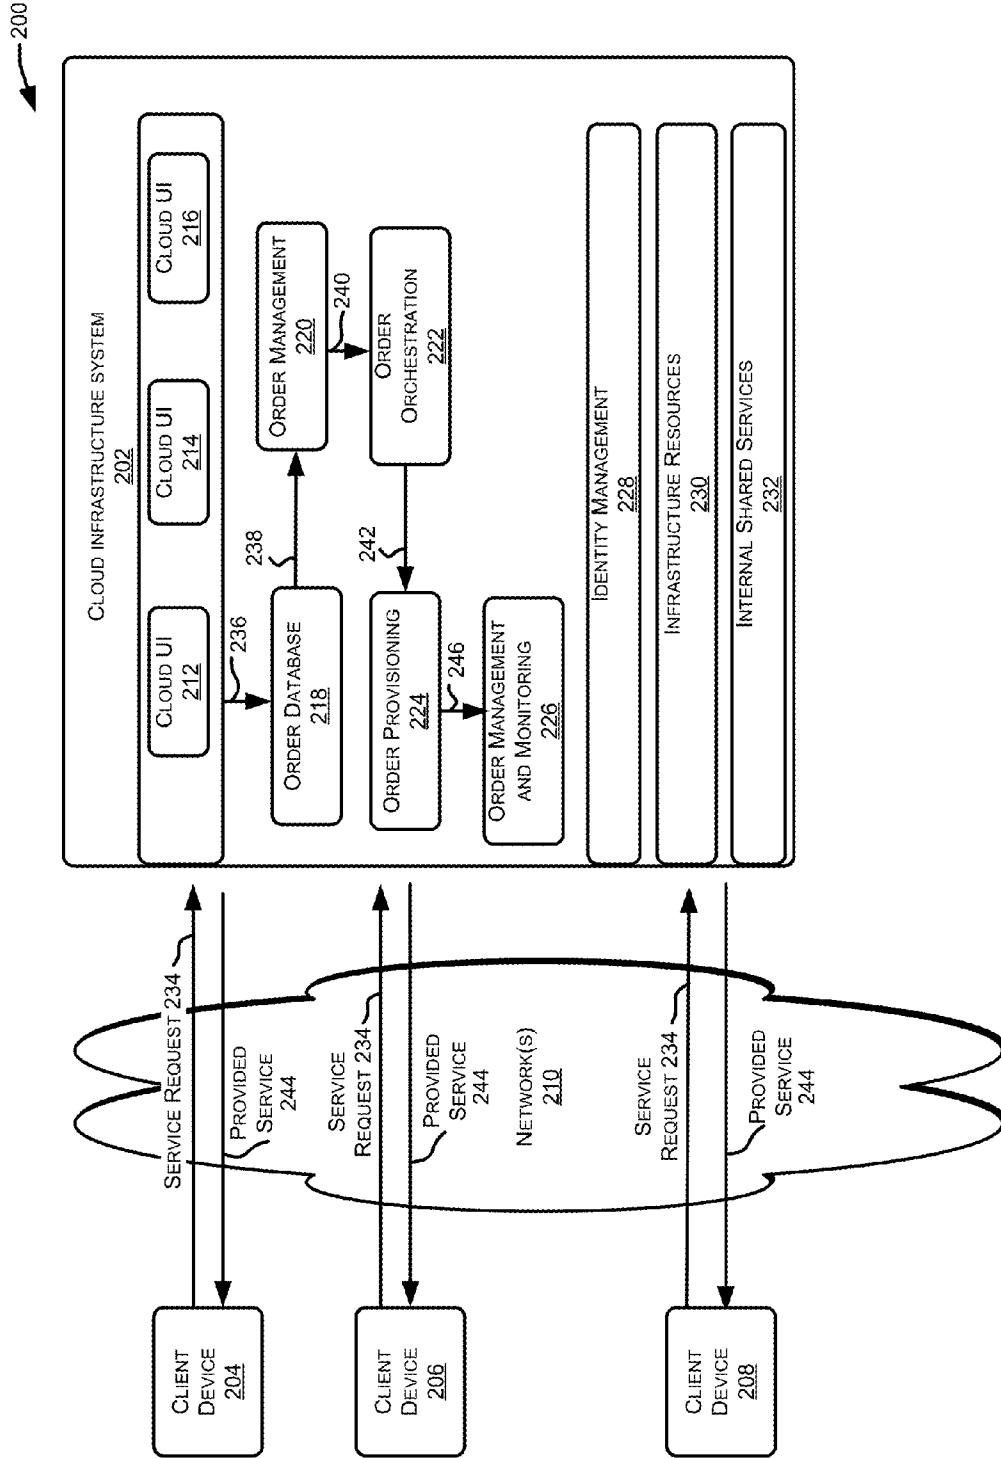 200
CLOUD INFRASTRUCTURE SYSTEM
202
CLOUD UI
212
CLOUD UI
214
CLOUD UI
216
236
ORDER DATABASE
218
238
ORDER MANAGEMENT
220
240
ORDER
ORCHESTRATION
222
242
ORDER PROVISIONING
224
246
ORDER MANAGEMENT
AND MONITORING
226
IDENTITY MANAGEMENT
228
INFRASTRUCTURE RESOURCES
230
INTERNAL SHARED SERVICES
232
SERVICE REQUEST 234
PROVIDED
SERVICE
244
SERVICE
REQUEST 234
PROVIDED
SERVICE
244
NETWORK(S)
210
SERVICE
REQUEST 234
PROVIDED
SERVICE
244
CLIENT
DEVICE
204
CLIENT
DEVICE
206
CLIENT
DEVICE
208